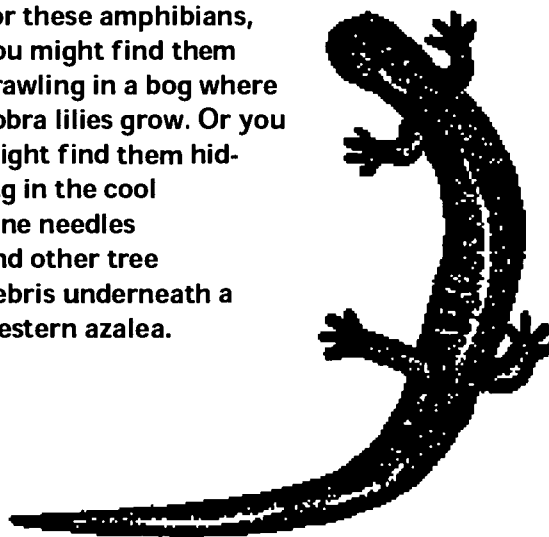 or these amphibians,
ou might find them
rawling in a bog where
obra lilies grow. Or you
ight find them hid-
g in the cool
ne needles
nd other tree
ebris underneath a
estern azalea.